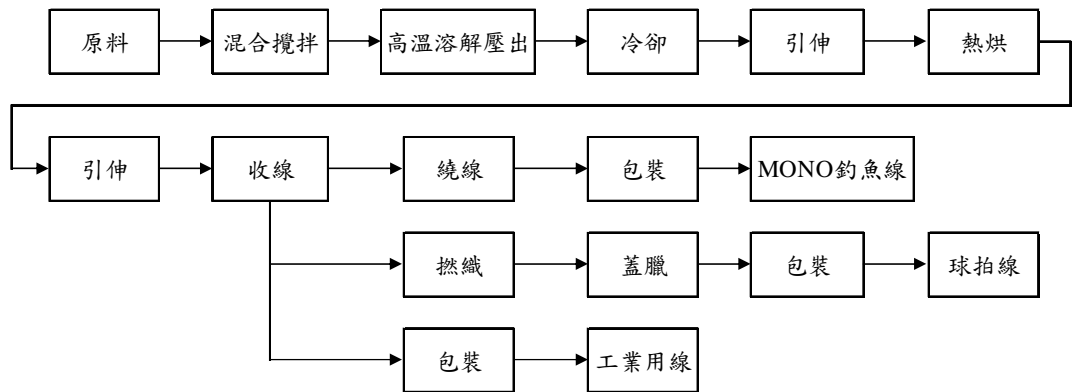 原料 混合攪拌 高溫溶解壓出 冷卻 引伸 熱烘
引伸 收線 繞線 包裝 MONO釣魚線
撚織 蓋臘 包裝 球拍線
包裝 工業用線